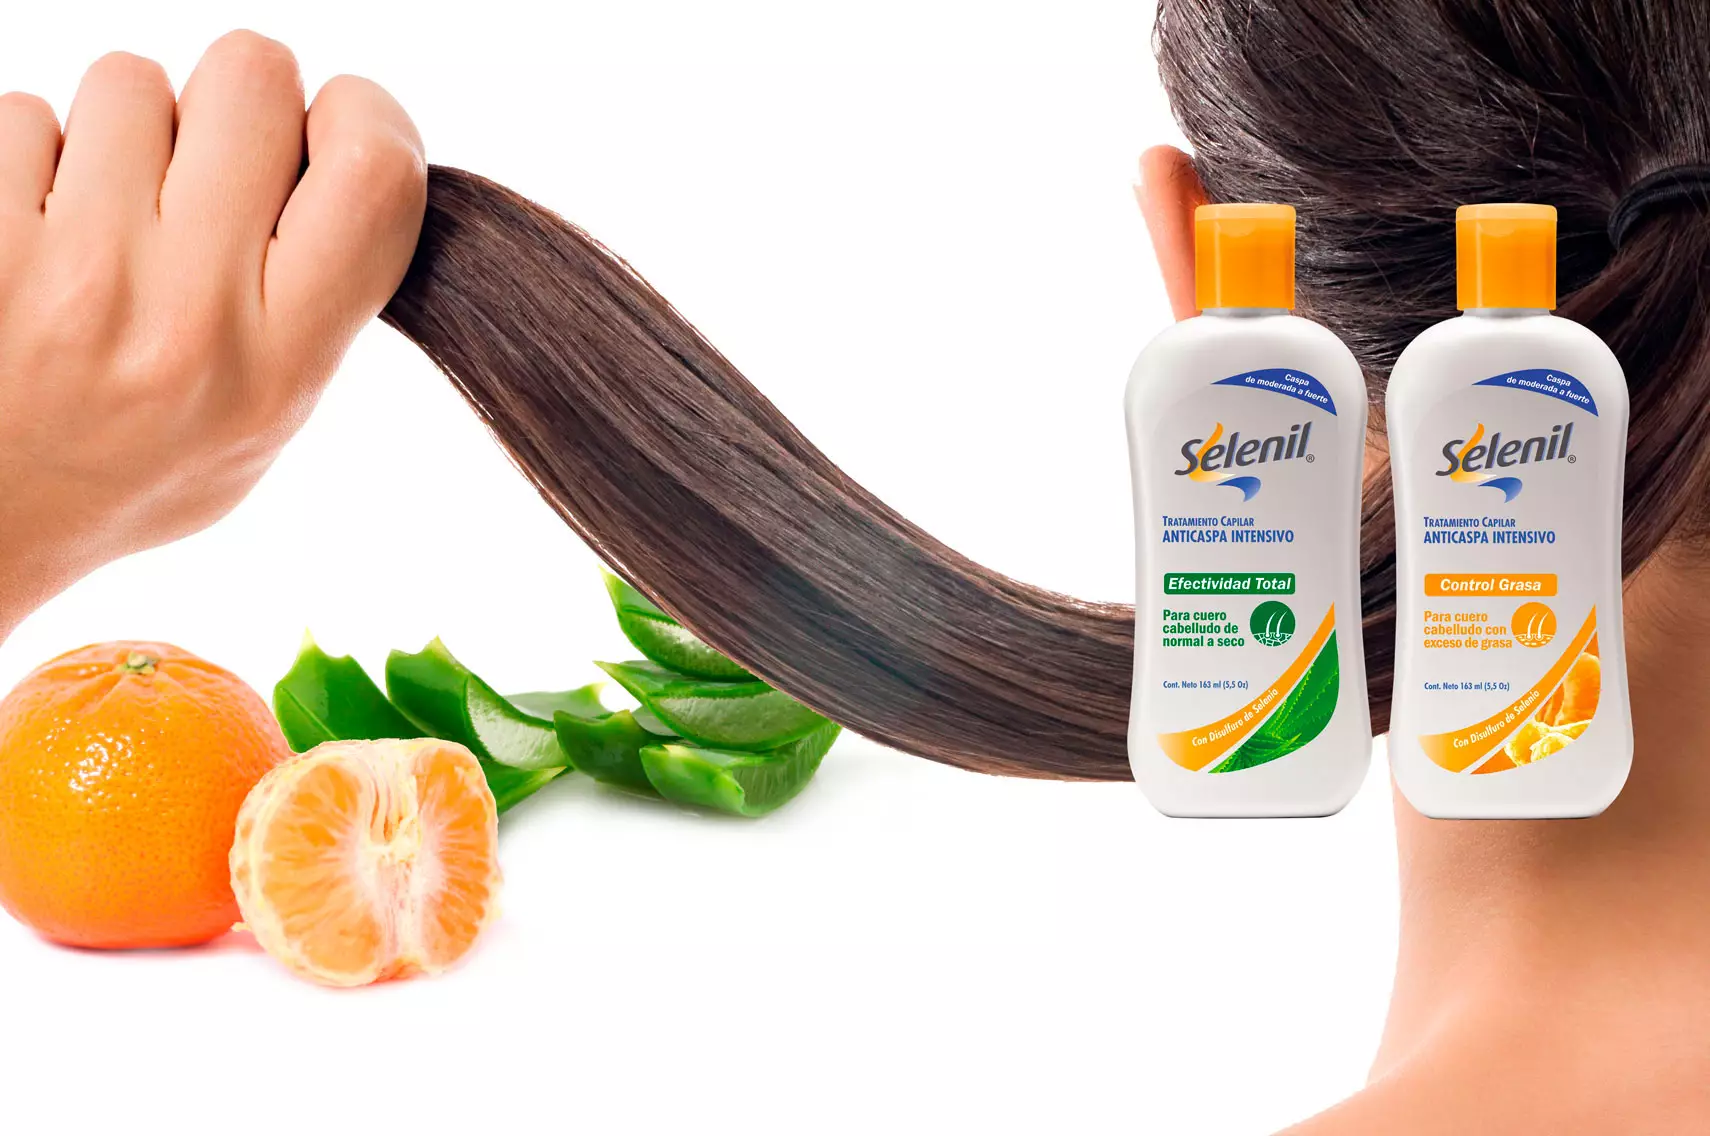 Caspa
de moderada a fuerte
Selenil®
TRATAMIENTO CAPILAR
ANTICASPA INTENSIVO
Efectividad Total
Para cuero
cabelludo de
normal a seco
Cont. Neto 163 ml (5,5 Oz)
Con Disulfuro de Selenio
Caspa
de moderada a fuerte
Selenil®
TRATAMIENTO CAPILAR
ANTICASPA INTENSIVO
Control Grasa
Para cuero
cabelludo con
exceso de grasa
Cont. Neto 163 ml (5,5 Oz)
Con Disulfuro de Selenio